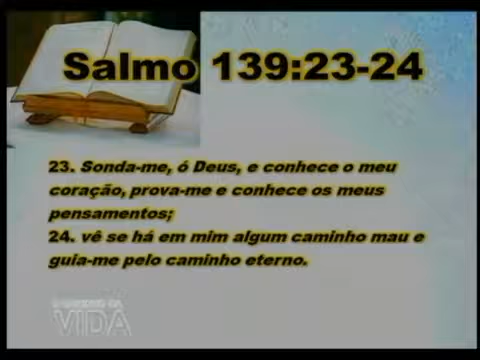 Salmo 139:23-24
23. Sonda-me, ó Deus, e conhece o meu
coração, prova-me e conhece os meus
pensamentos;
24. vê se há em mim algum caminho mau e
guia-me pelo caminho eterno.
VIDA